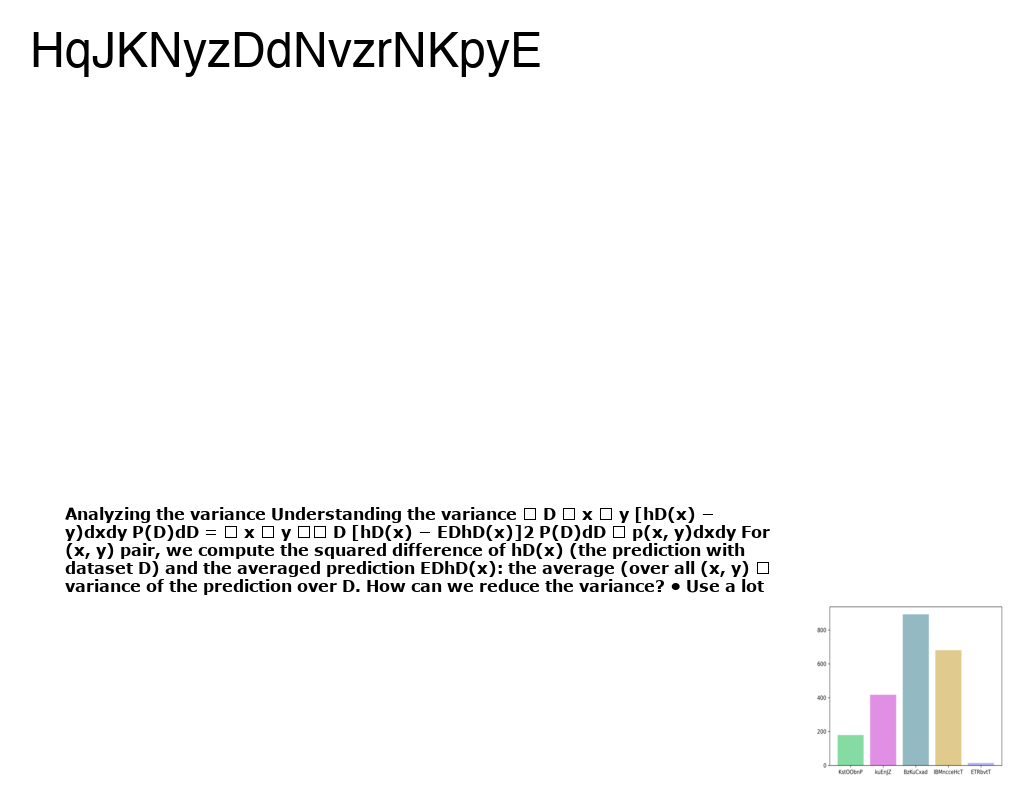 HqJKNyzDdNvzrNKpyE
Analyzing the variance Understanding the variance □ D □ x □ y [hD(x) −
y)dxdy P(D)dD = □ x □ y □□ D [hD(x) − EDhD(x)]2 P(D)dD □ p(x, y)dxdy For
(x, y) pair, we compute the squared difference of hD(x) (the prediction with
dataset D) and the averaged prediction EDhD(x): the average (over all (x, y) □
variance of the prediction over D. How can we reduce the variance? • Use a lot
800
600
400
200
0
KstOObnP kuEnJZ BzKuCxad IBMncceHcT ETRbvtT